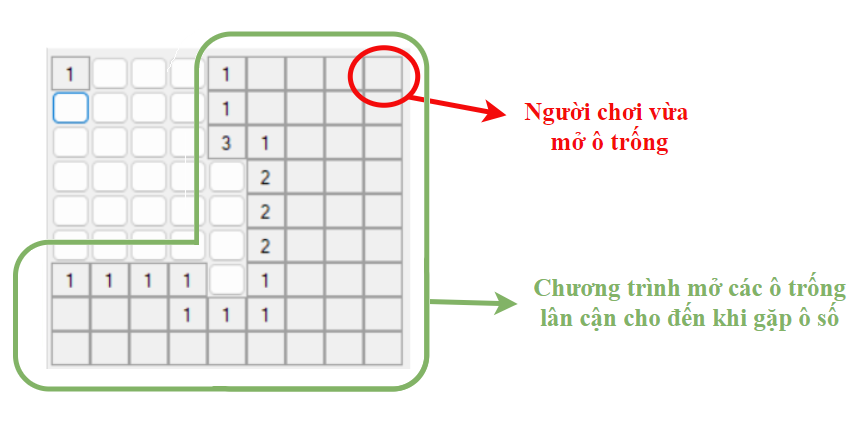 1 1
1
3 1
2
2
2
1 1 1 1 1
1 1 1
Người chơi vừa
mở ô trống
Chương trình mở các ô trống
lân cận cho đến khi gặp ô số